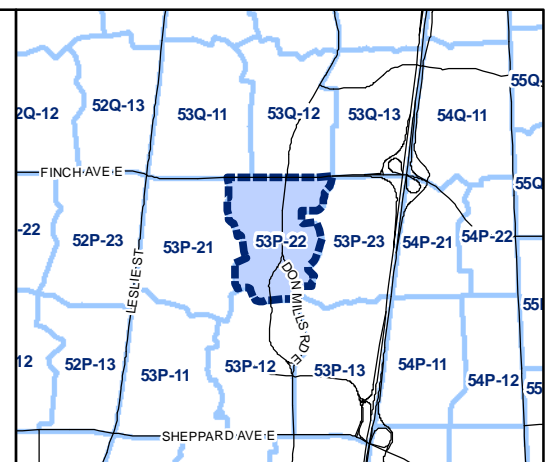 55Q-
2Q-12 52Q-13 53Q-11 53Q-12 53Q-13 54Q-11
FINCH AVE E
55Q
-22 52P-23 53P-21 53P-22 53P-23 54P-21 54P-22
LESLIE ST
DON MILLS RD E
55
12 52P-13 53P-11 53P-12 53P-13 54P-11 54P-12 55
SHEPPARD AVE E